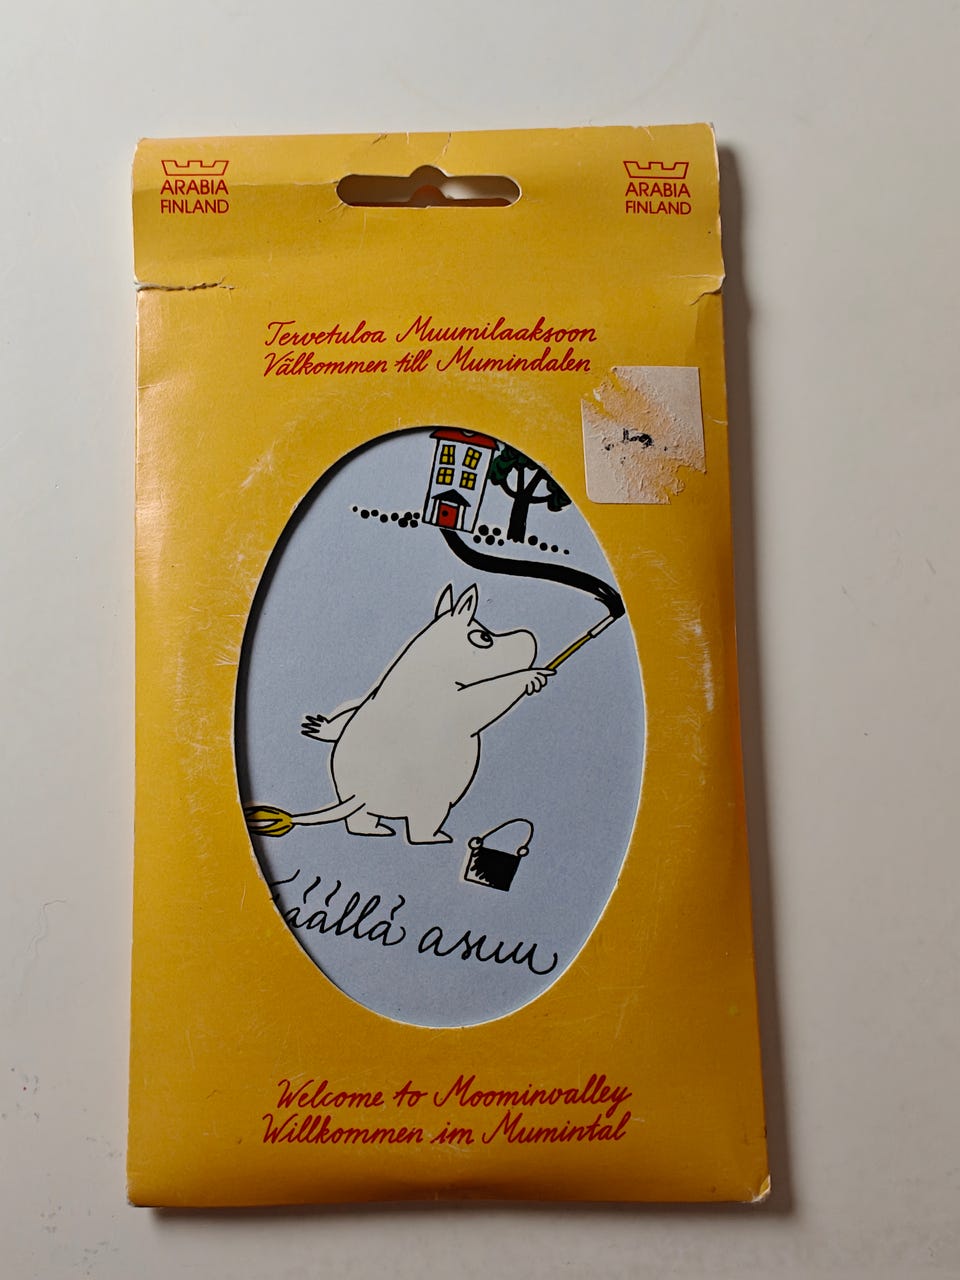 ARABIA
FINLAND
ARABIA
FINLAND
Tervetuloa Muumilaaksoon
Välkommen till Mumindalen
asuu
Welcome to Moominvalley
Willkommen im Mumintal